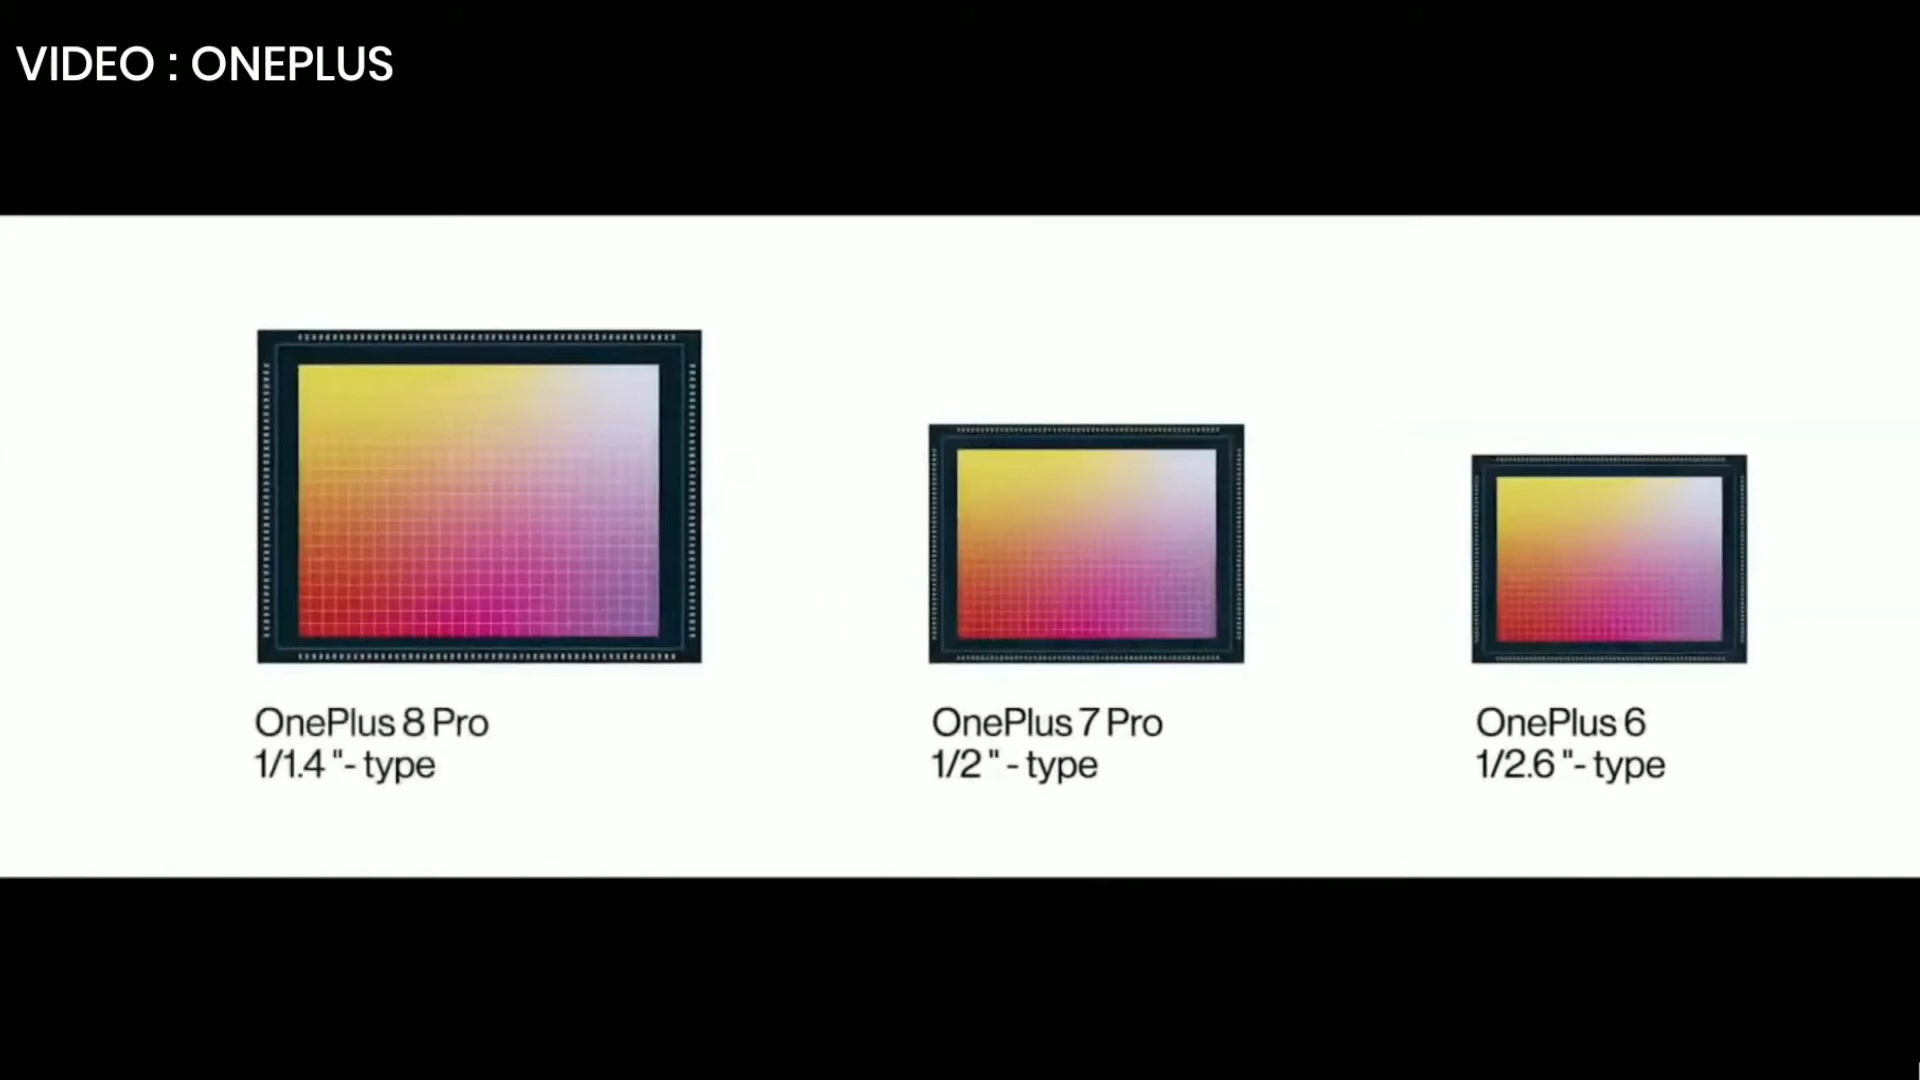 VIDEO : ONEPLUS
OnePlus 8 Pro
1/1.4 "- type
OnePlus 7 Pro
1/2 " - type
OnePlus 6
1/2.6 "- type